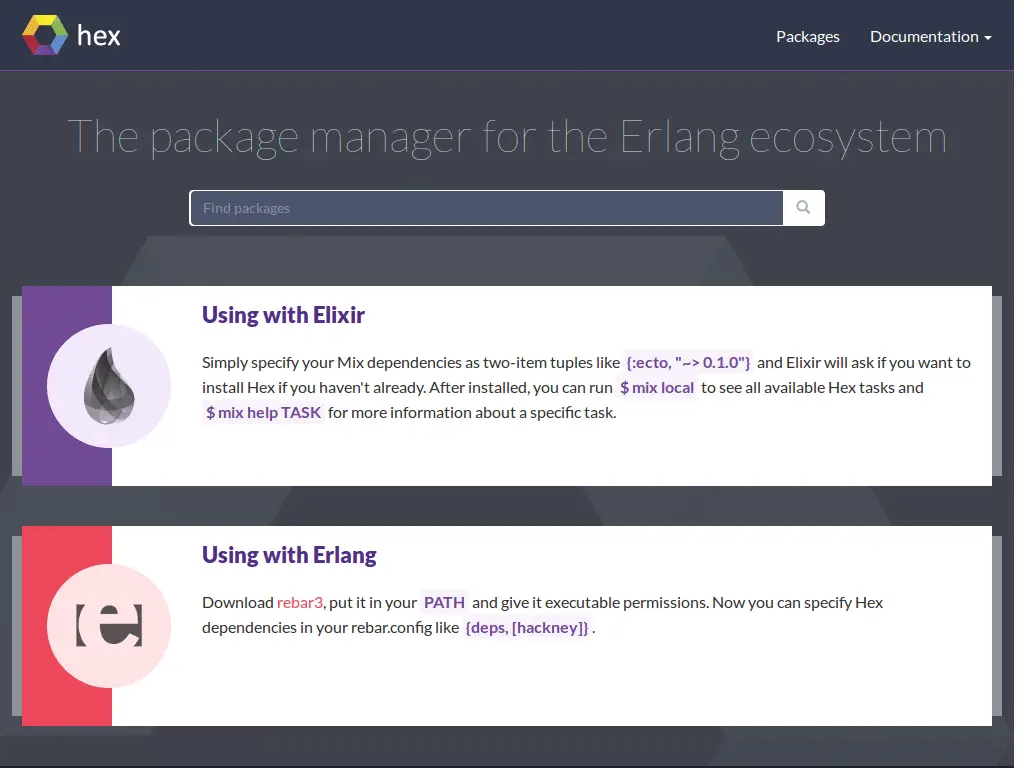 hex
Packages
Documentation
The package manager for the Erlang ecosystem
Find packages
Using with Elixir
Simply specify your Mix dependencies as two-item tuples like {:ecto, "~> 0.1.0"} and Elixir will ask if you want to
install Hex if you haven't already. After installed, you can run $ mix local to see all available Hex tasks and
$ mix help TASK for more information about a specific task.
Using with Erlang
e
Download rebar3, put it in your PATH and give it executable permissions. Now you can specify Hex
dependencies in your rebar.config like {deps, [hackney]} .